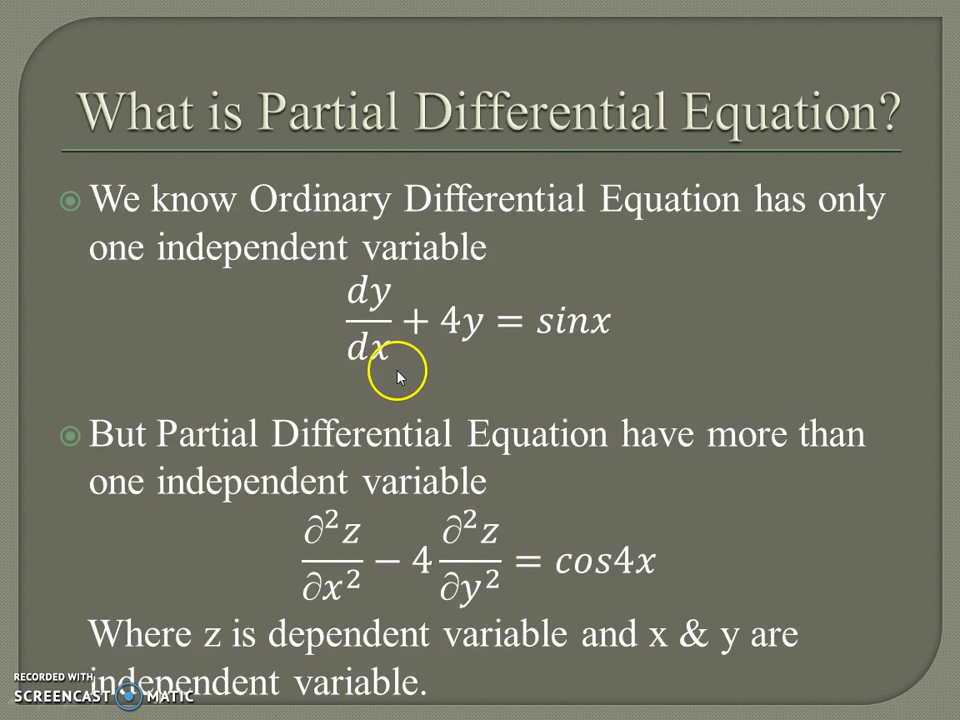 What is Partial Differential Equation?
We know Ordinary Differential Equation has only
one independent variable
dy/dx + 4y = sinx
But Partial Differential Equation have more than
one independent variable
∂²z/∂x² − 4 ∂²z/∂y² = cos4x
Where z is dependent variable and x & y are
independent variable.
RECORDED WITH
SCREENCAST MATIC